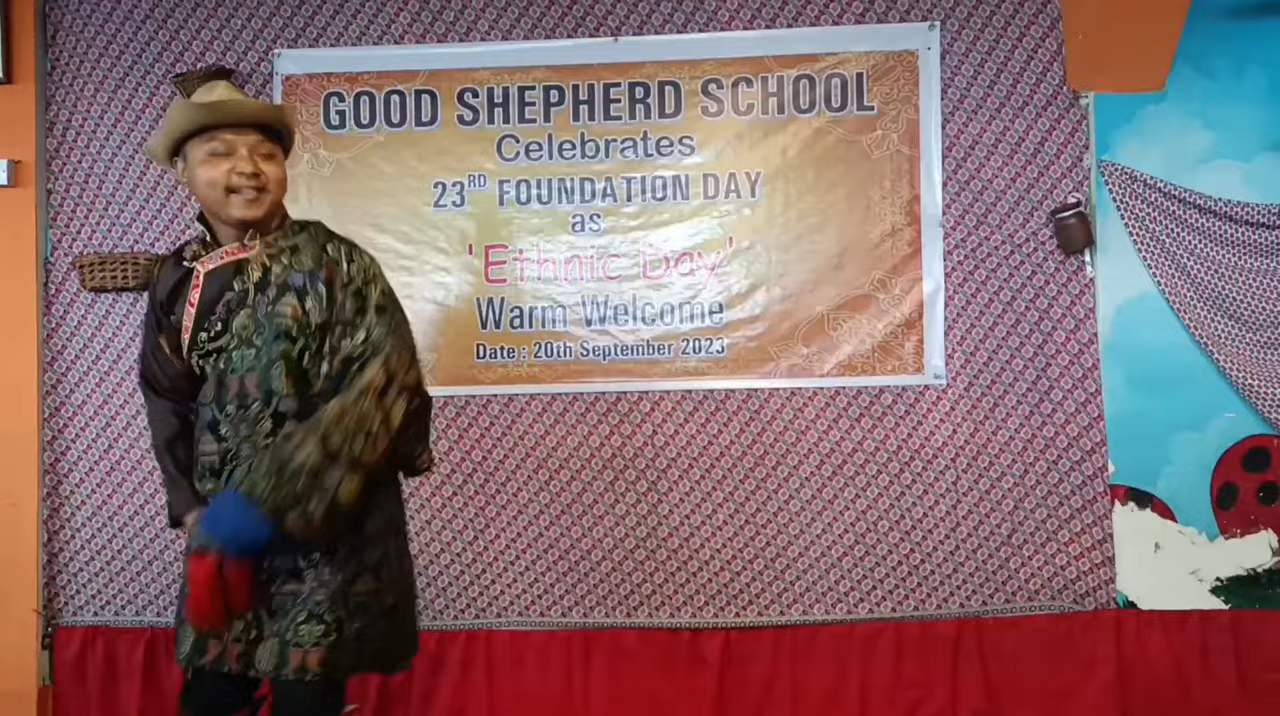 GOOD SHEPHERD SCHOOL
Celebrates
23RD FOUNDATION DAY
as
'Ethnic Day'
Warm Welcome
Date : 20th September 2023